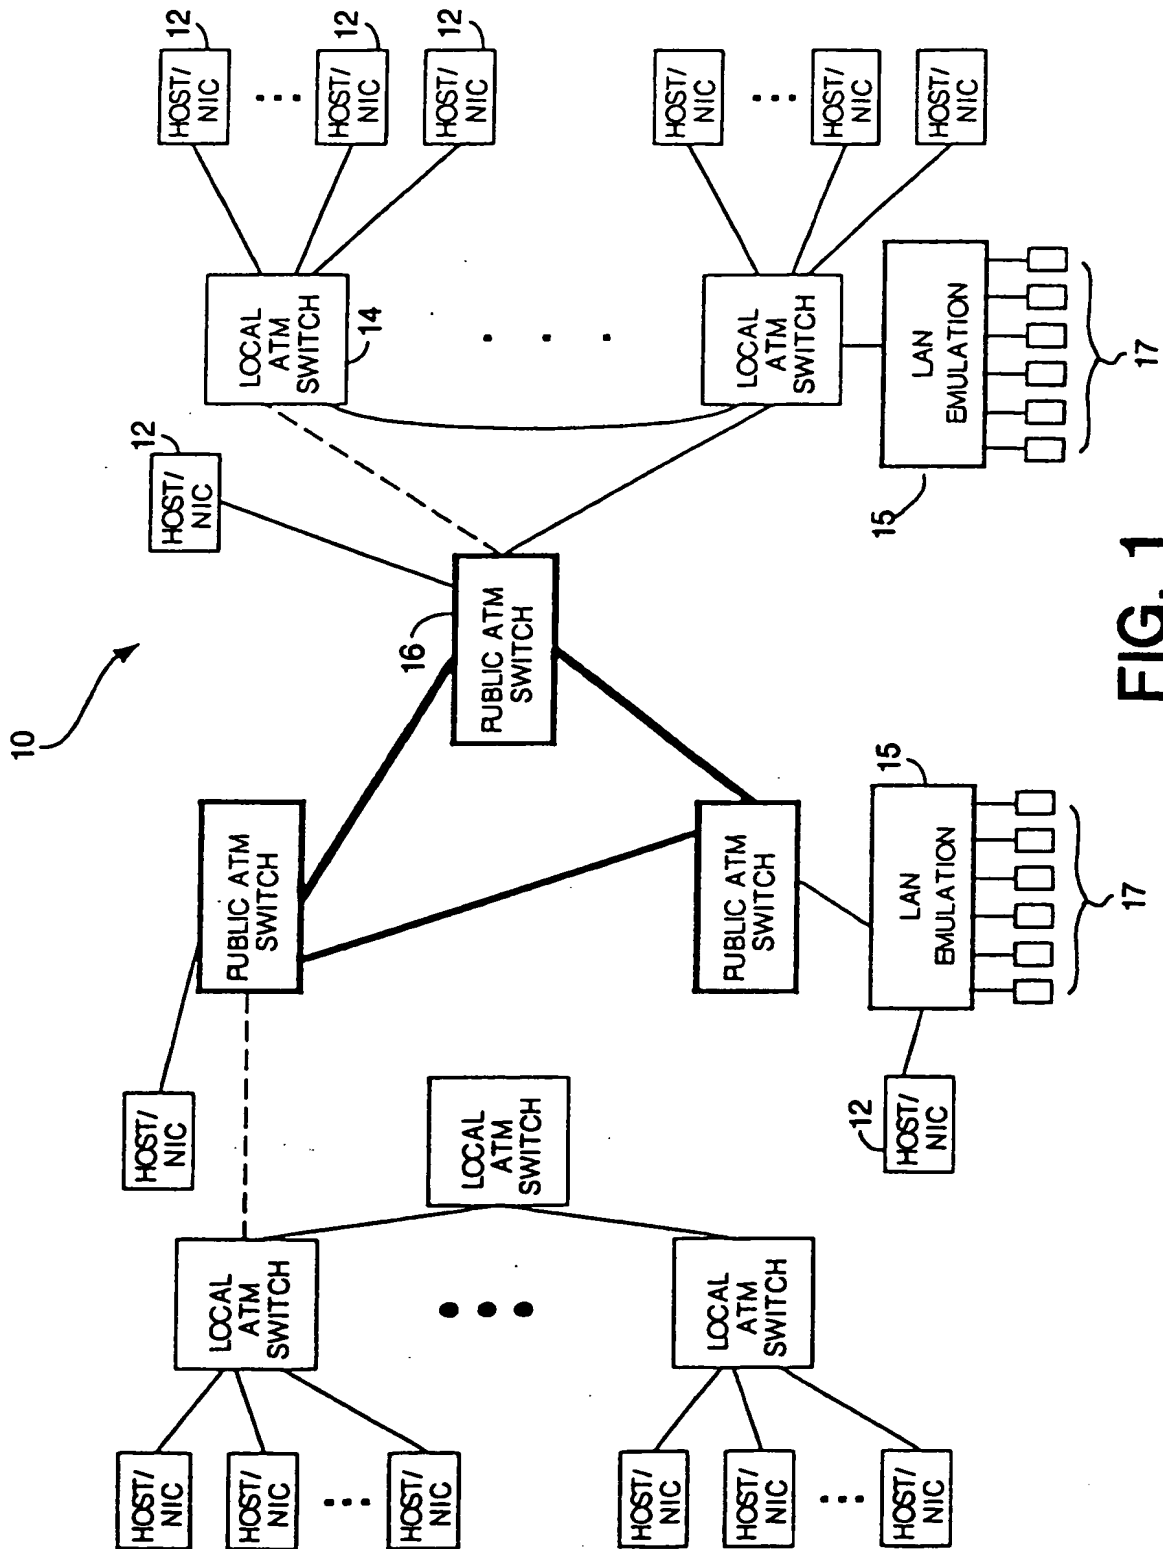 10
HOST/
NIC
HOST/
NIC
12
HOST/
NIC
12
HOST/
NIC
LOCAL
ATM
SWITCH
PUBLIC ATM
SWITCH
LOCAL
ATM
SWITCH
14
HOST/
NIC
12
HOST/
NIC
HOST/
NIC
16
12
HOST/
NIC
LOCAL
ATM
SWITCH
PUBLIC ATM
SWITCH
HOST/
NIC
HOST/
NIC
LOCAL
ATM
SWITCH
PUBLIC ATM
SWITCH
LOCAL
ATM
SWITCH
HOST/
NIC
HOST/
NIC
HOST/
NIC
12
HOST/
NIC
15
LAN
EMULATION
17
15
LAN
EMULATION
17
HOST/
NIC
FIG. 1